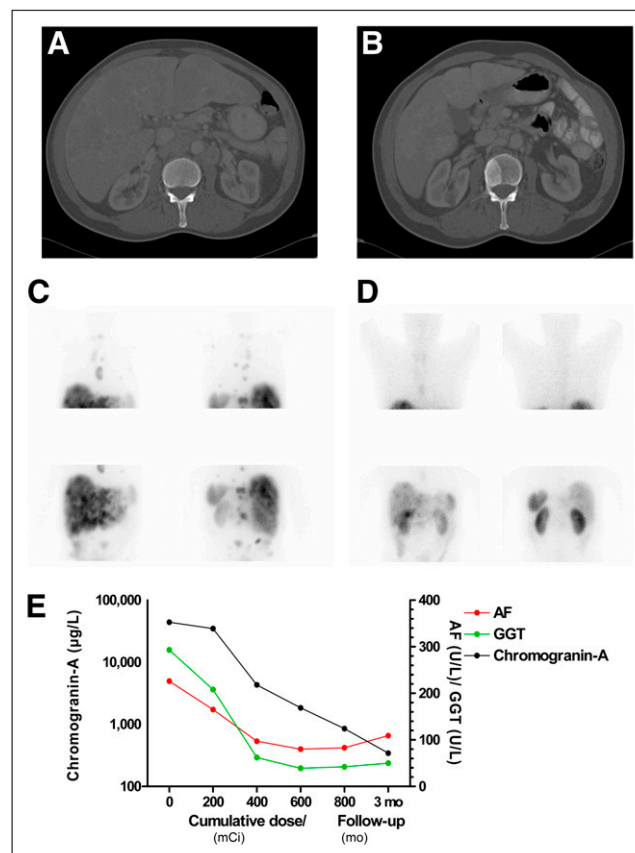 A
B
C
D
E
Chromogranin-A (µg/L)
100,000
10,000
1,000
100
400
300
200
100
0
AF (U/L)/ GGT (U/L)
AF
GGT
Chromogranin-A
0 200 400 600 800 3 mo
Cumulative dose/ Follow-up
(mCi) (mo)